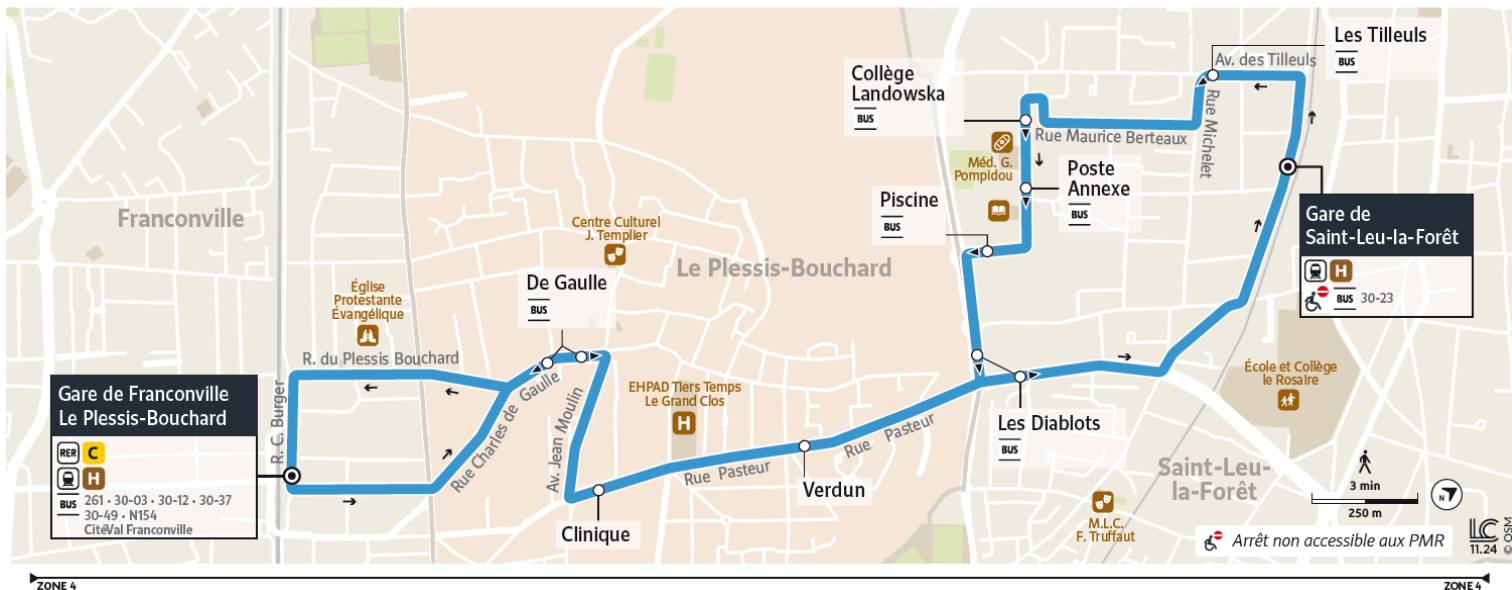 Les Tilleuls
BUS
Av. des Tilleuls
Collège
Landowska
BUS
Rue Michelet
Rue Maurice Berteaux
Méd. G.
Pompidou
Poste
Annexe
BUS
Piscine
BUS
Gare de
Saint-Leu-la-Forêt
H
BUS 30-23
Franconville
Centre Culturel
J. Templier
Le Plessis-Bouchard
De Gaulle
BUS
Église
Protestante
Évangélique
R. du Plessis Bouchard
Gare de Franconville
Le Plessis-Bouchard
RER C
H
BUS 261 • 30-03 • 30-12 • 30-37
30-49 • N154
CitéVal Franconville
R. C. Burger
Rue Charles de Gaulle
Av. Jean Moulin
EHPAD Tiers Temps
Le Grand Clos
H
École et Collège
le Rosaire
Rue Pasteur
Rue Pasteur
Les Diablots
BUS
Verdun
Clinique
Saint-Leu-
la-Forêt
M.L.C.
F. Truffaut
3 min
250 m
N
Arrêt non accessible aux PMR
LC
11.24
© OSM
ZONE 4
ZONE 4